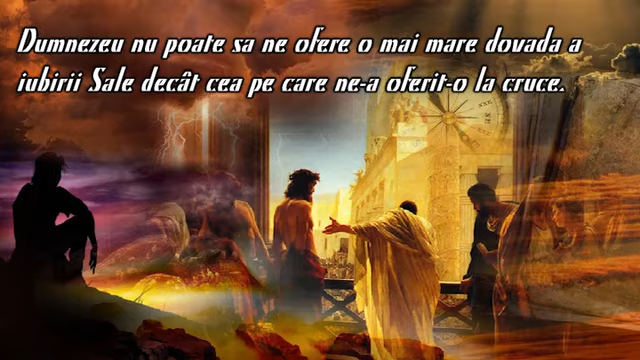 Dumnezeu nu poate sa ne ofere o mai mare dovada a
iubirii Sale decât cea pe care ne-a oferit-o la cruce.